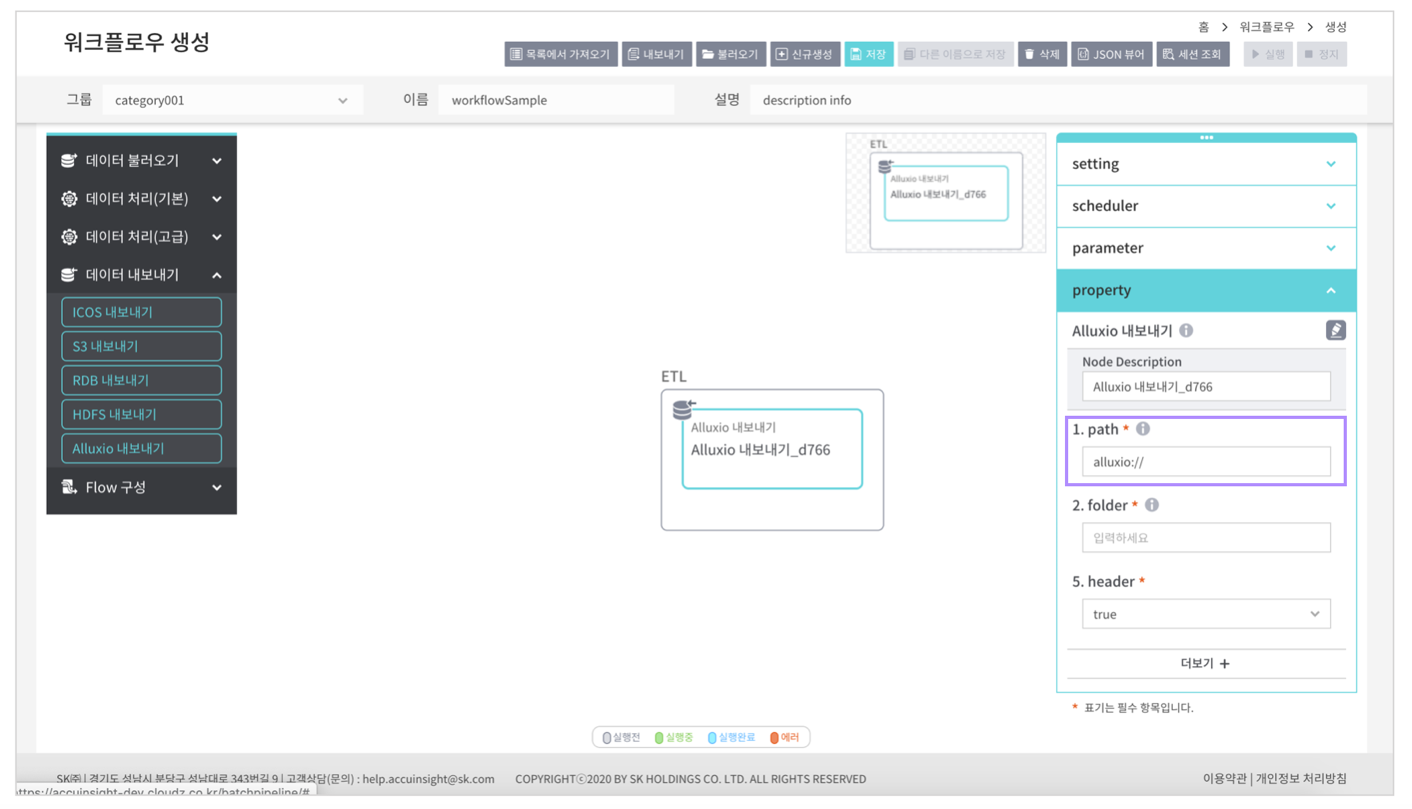 홈 > 워크플로우 > 생성
워크플로우 생성
목록에서 가져오기 내보내기 불러오기 신규생성 저장 다른 이름으로 저장 삭제 JSON 뷰어 세션 조회 실행 정지
그룹 category001 이름 workflowSample 설명 description info
데이터 불러오기
데이터 처리(기본)
데이터 처리(고급)
데이터 내보내기
ICOS 내보내기
S3 내보내기
RDB 내보내기
HDFS 내보내기
Alluxio 내보내기
Flow 구성
ETL
Alluxio 내보내기
Alluxio 내보내기_d766
ETL
Alluxio 내보내기
Alluxio 내보내기_d766
setting
scheduler
parameter
property
Alluxio 내보내기
Node Description
Alluxio 내보내기_d766
1. path *
alluxio://
2. folder *
입력하세요
5. header *
true
더보기 +
* 표기는 필수 항목입니다.
실행전 실행중 실행완료 에러
SK㈜ | 경기도 성남시 분당구 성남대로 343번길 9 | 고객상담(문의) : help.accuinsight@sk.com COPYRIGHTⓒ2020 BY SK HOLDINGS CO. LTD. ALL RIGHTS RESERVED 이용약관 | 개인정보 처리방침
https://accuinsight-dev.cloudz.co.kr/batchpipeline/#